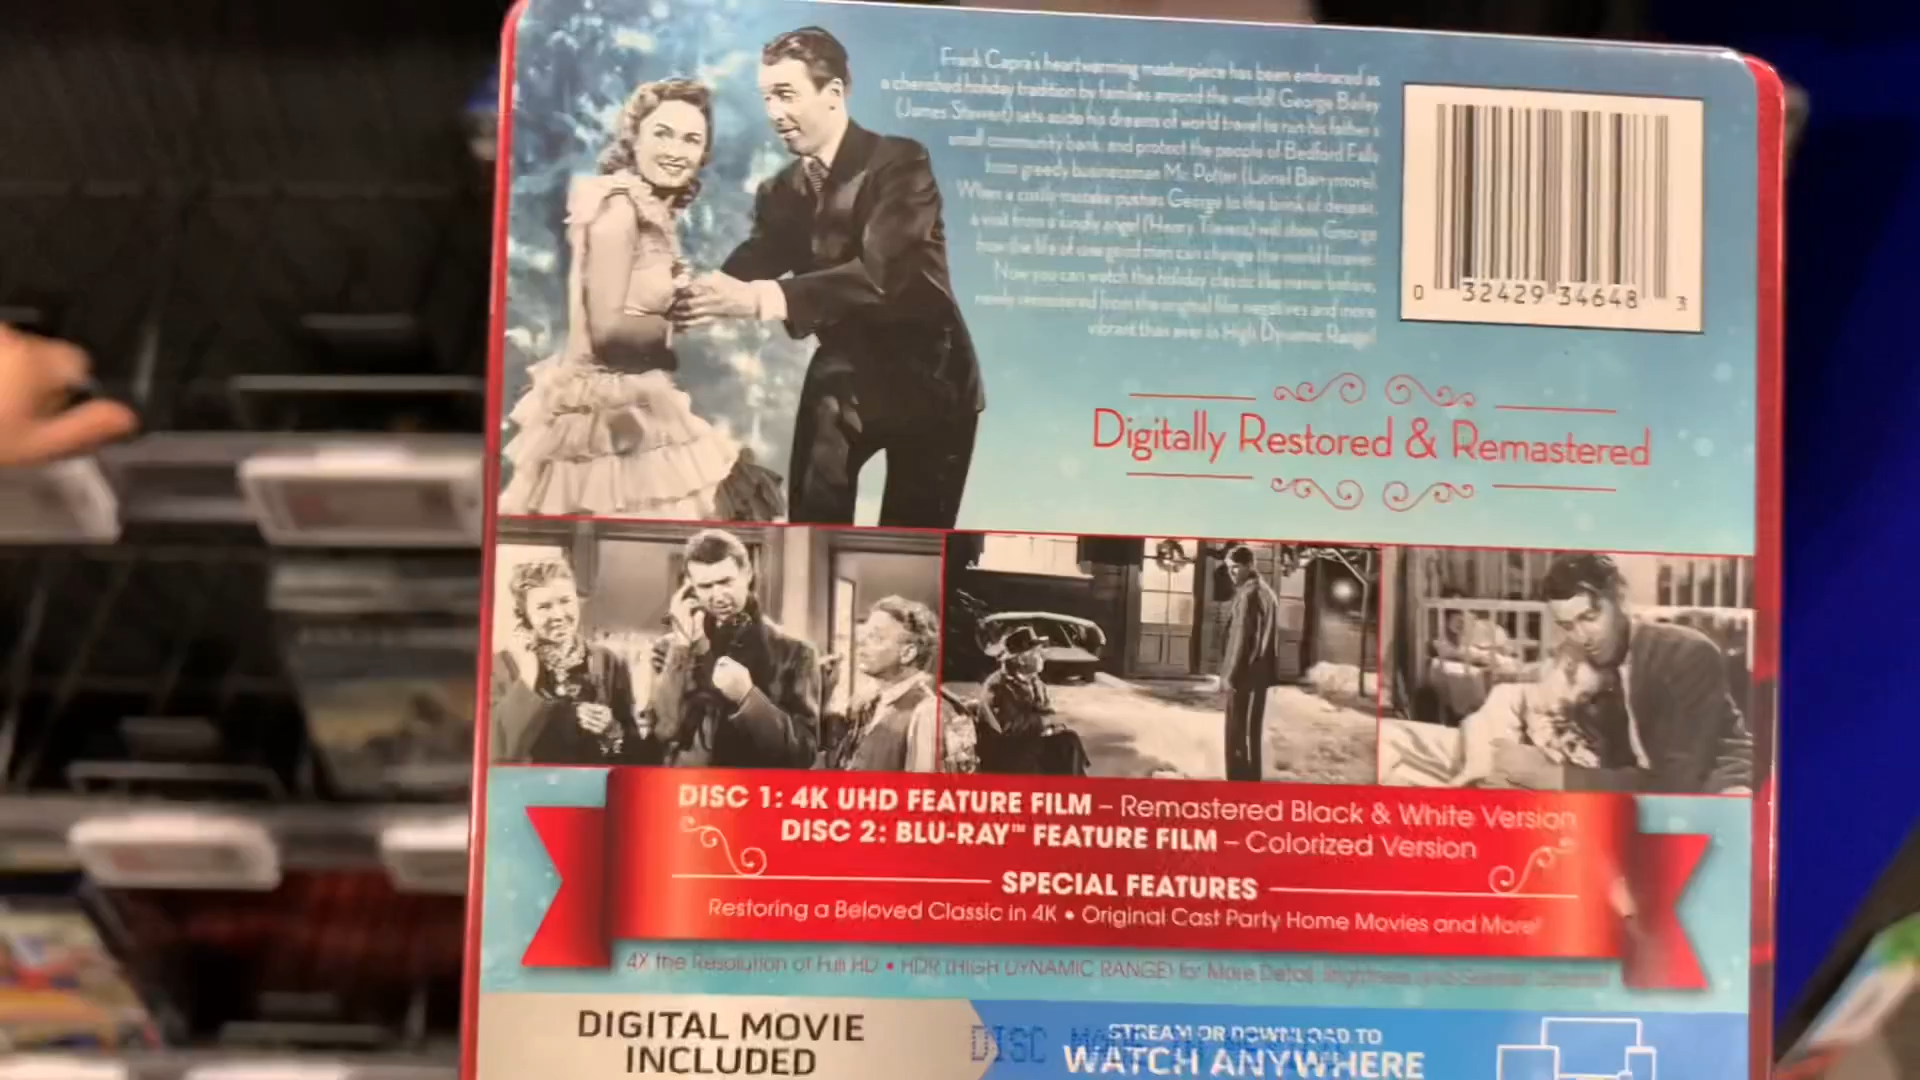 Frank Capra's heartwarming masterpiece has been embraced as
a cherished holiday tradition by families around the world! George Bailey
(James Stewart) sets aside his dreams of world travel to run his father's
small community bank, and protect the people of Bedford Falls
from greedy businessman Mr. Potter (Lionel Barrymore).
When a costly mistake pushes George to the brink of despair,
a visit from a kindly angel (Henry Travers) will show George
how the life of one good man can change the world forever.
Now you can watch the holiday classic like never before,
newly remastered from the original film negatives and more
vibrant than ever in High Dynamic Range!
0 32429 34648 3
Digitally Restored & Remastered
DISC 1: 4K UHD FEATURE FILM – Remastered Black & White Version
DISC 2: BLU-RAY™ FEATURE FILM – Colorized Version
SPECIAL FEATURES
Restoring a Beloved Classic in 4K • Original Cast Party Home Movies and More!
4X the Resolution of Full HD • HDR (HIGH DYNAMIC RANGE) for More Detail, Brightness and
DIGITAL MOVIE
INCLUDED
DISC
STREAM OR DOWNLOAD TO
WATCH ANYWHERE